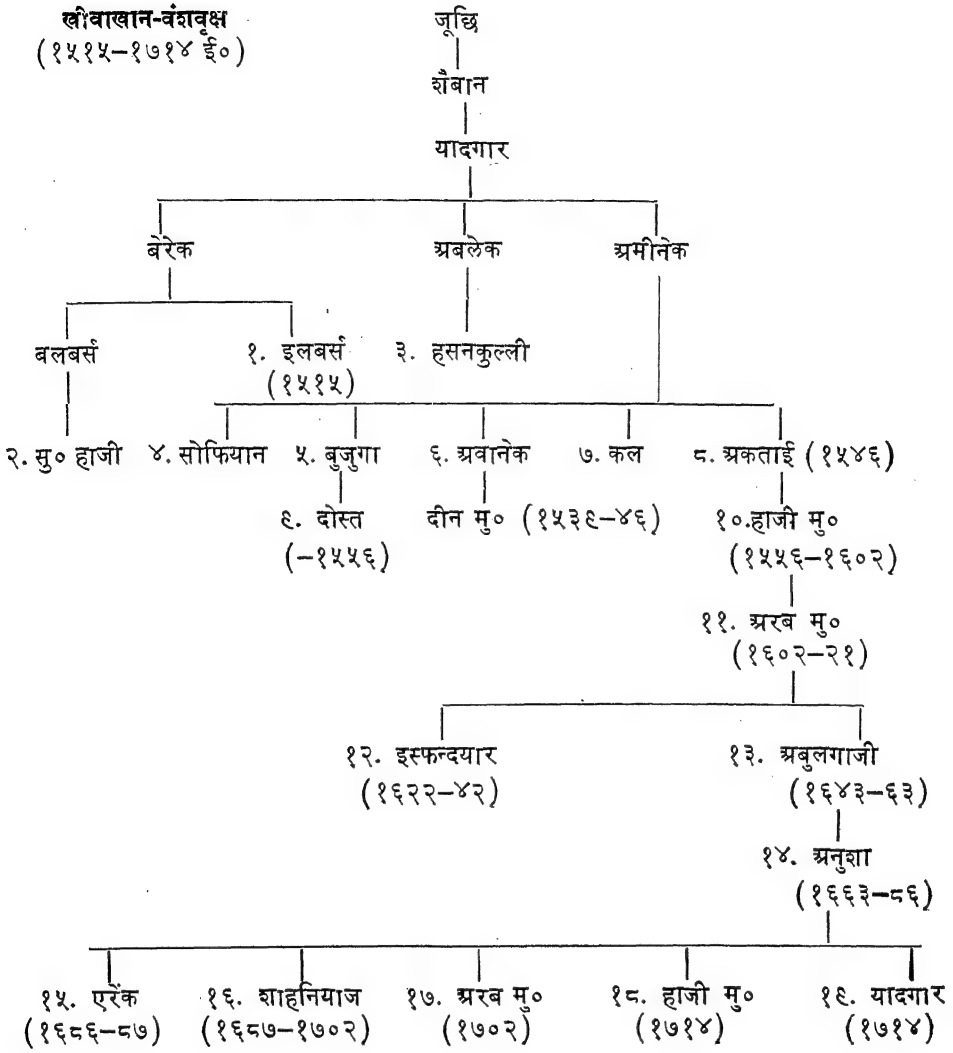 खीवाखान-वंशवृक्ष
(१५१५–१७१४ ई०)
जूछि
शैबान
यादगार
बेरेक अबलेक अमीनेक
बलबर्स १. इलबर्स ३. हसनकुल्ली
(१५१५)
२. मु० हाजी ४. सोफियान ५. बुजुगा ६. अवानेक ७. कल ८. अकताई (१५४६)
९. दोस्त दीन मु० (१५३९–४६) १०.हाजी मु०
(–१५५६) (१५५६–१६०२)
११. अरब मु०
(१६०२–२१)
१२. इस्फन्दयार १३. अबुलगाजी
(१६२२–४२) (१६४३–६३)
१४. अनुशा
(१६६३–८६)
१५. एरेंक १६. शाहनियाज १७. अरब मु० १८. हाजी मु० १९. यादगार
(१६८६–८७) (१६८७–१७०२) (१७०२) (१७१४) (१७१४)